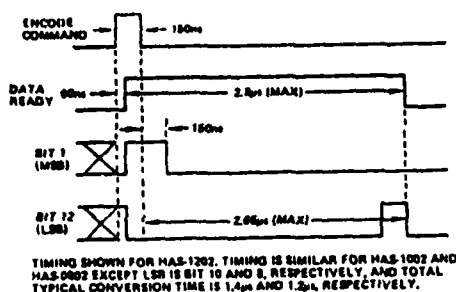 ENCODE COMMAND
150ns
DATA READY
2.8μs (MAX)
150ns
BIT 1 (MSB)
BIT 12 (LSB)
2.65μs (MAX)
TIMING SHOWN FOR HAS-1202. TIMING IS SIMILAR FOR HAS-1002 AND
HAS-0802 EXCEPT LSB IS BIT 10 AND 8, RESPECTIVELY, AND TOTAL
TYPICAL CONVERSION TIME IS 1.4μs AND 1.2μs, RESPECTIVELY.